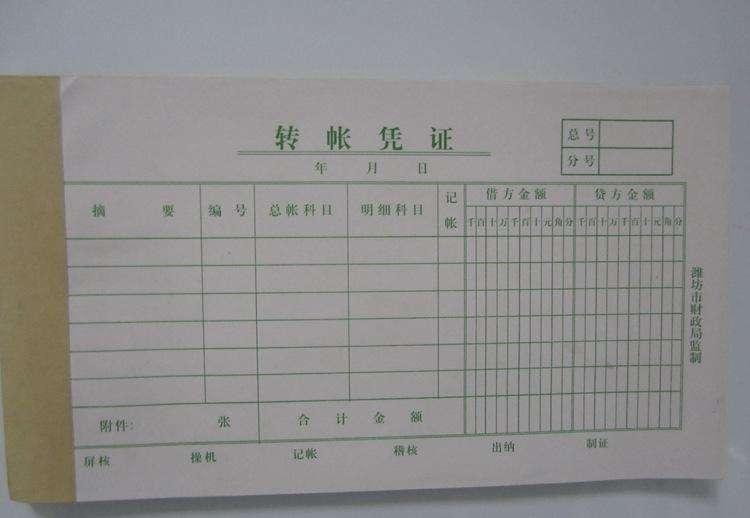 转帐凭证
年 月 日
总号
分号
摘 要 编 号 总帐科目 明细科目 记帐 借方金额 贷方金额
千百十万千百十元角分 千百十万千百十元角分
附件: 张 合 计 金 额
屏核 操机 记帐 稽核 出纳 制证
潍坊市财政局监制